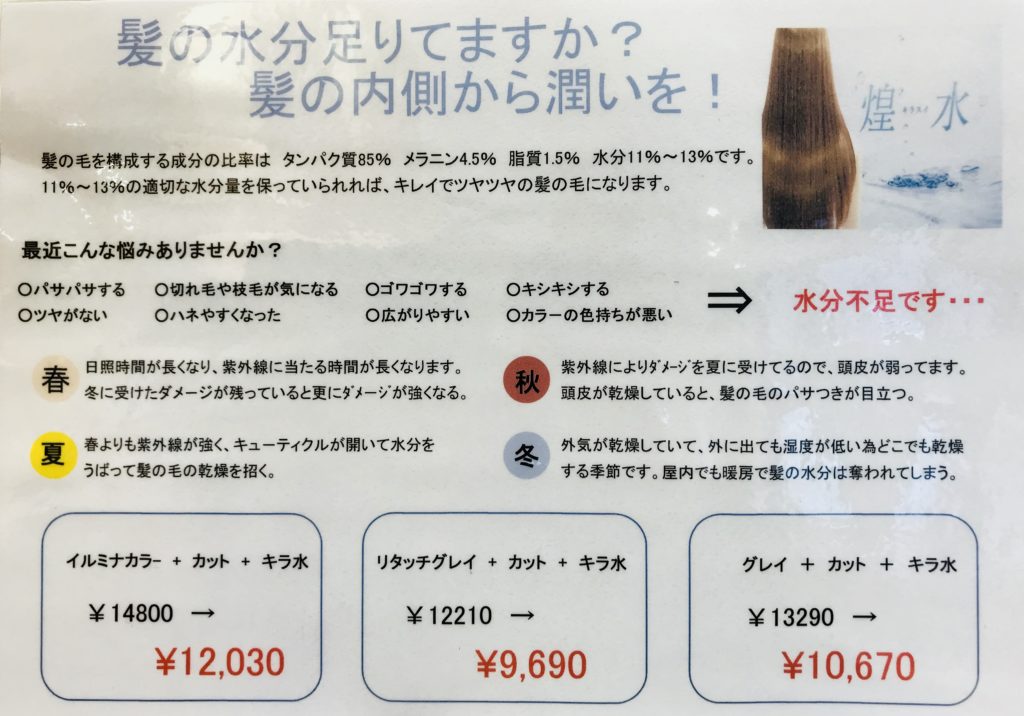 髪の水分足りてますか？
髪の内側から潤いを！
煌水
キラスイ
髪の毛を構成する成分の比率は タンパク質85% メラニン4.5% 脂質1.5% 水分11%～13%です。
11%～13%の適切な水分量を保っていられれば、キレイでツヤツヤの髪の毛になります。
最近こんな悩みありませんか？
○パサパサする ○切れ毛や枝毛が気になる ○ゴワゴワする ○キシキシする
○ツヤがない ○ハネやすくなった ○広がりやすい ○カラーの色持ちが悪い
⇒ 水分不足です・・・
春
日照時間が長くなり、紫外線に当たる時間が長くなります。
冬に受けたダメージが残っていると更にﾀﾞﾒｰｼﾞが強くなる。
秋
紫外線によりﾀﾞﾒｰｼﾞを夏に受けてるので、頭皮が弱ってます。
頭皮が乾燥していると、髪の毛のパサつきが目立つ。
夏
春よりも紫外線が強く、キューティクルが開いて水分を
うばって髪の毛の乾燥を招く。
冬
外気が乾燥していて、外に出ても湿度が低い為どこでも乾燥
する季節です。屋内でも暖房で髪の水分は奪われてしまう。
イルミナカラー + カット + キラ水
￥14800 →
¥12,030
リタッチグレイ + カット + キラ水
￥12210 →
¥9,690
グレイ ＋ カット ＋ キラ水
￥13290 →
¥10,670